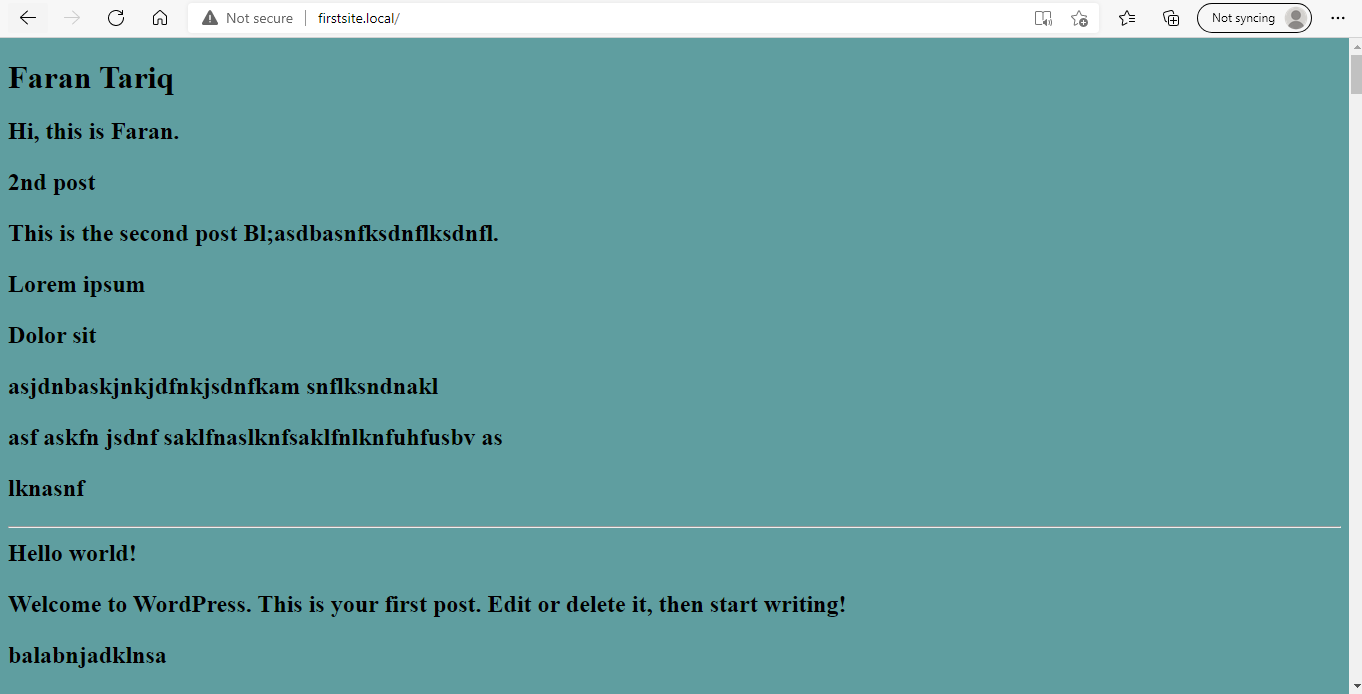 Not secure
firstsite.local/
Not syncing
Faran Tariq
Hi, this is Faran.
2nd post
This is the second post Bl;asdbasnfksdnflksdnfl.
Lorem ipsum
Dolor sit
asjdnbaskjnkjdfnkjsdnfkam snflksndnakl
asf askfn jsdnf saklfnaslknfsaklfnlknfuhfusbv as
lknasnf
Hello world!
Welcome to WordPress. This is your first post. Edit or delete it, then start writing!
balabnjadklnsa